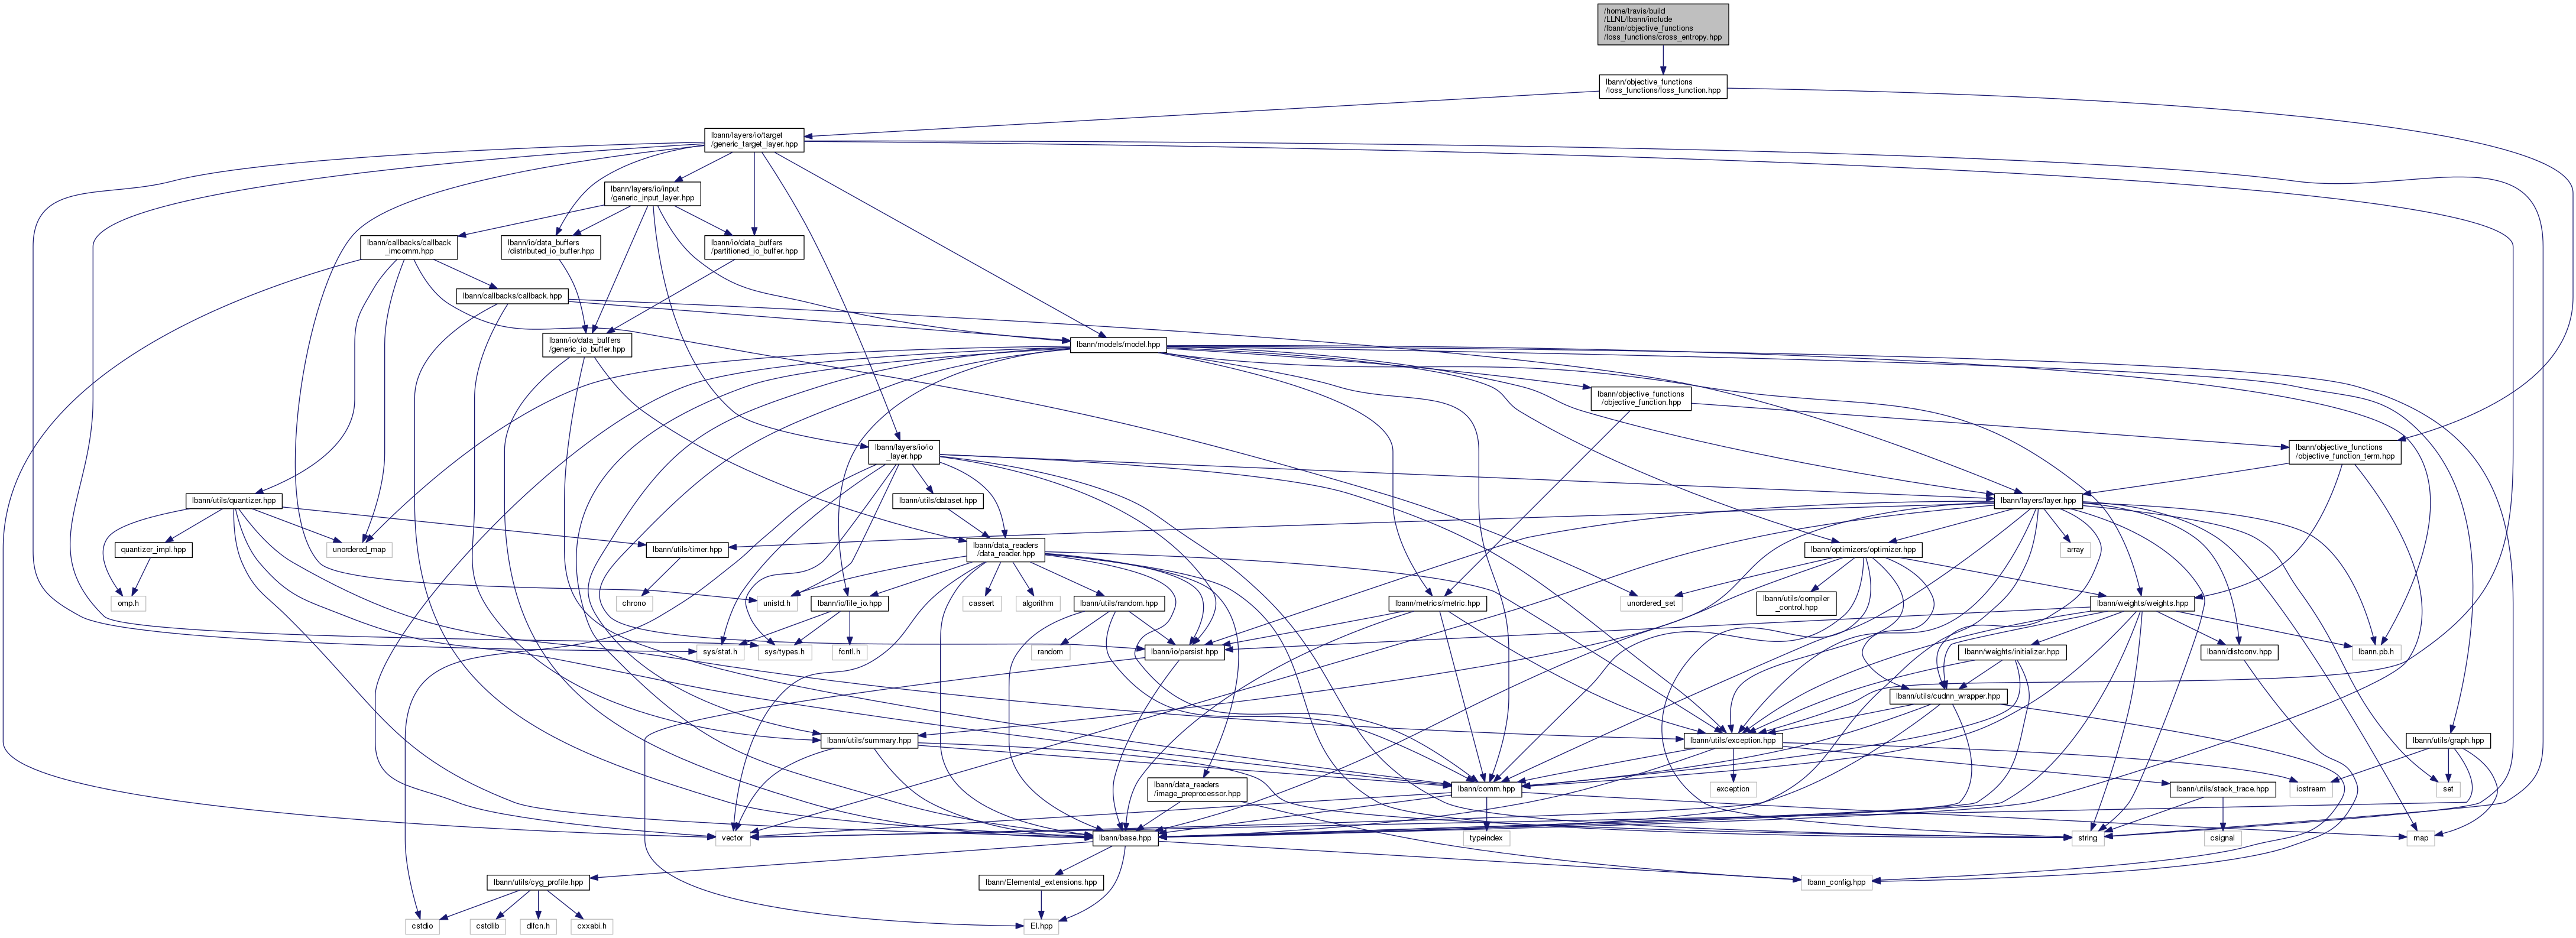 /home/travis/build
/LLNL/lbann/include
/lbann/objective_functions
/loss_functions/cross_entropy.hpp
lbann/objective_functions
/loss_functions/loss_function.hpp
lbann/layers/io/target
/generic_target_layer.hpp
lbann/layers/io/input
/generic_input_layer.hpp
lbann/callbacks/callback
_imcomm.hpp
lbann/io/data_buffers
/distributed_io_buffer.hpp
lbann/io/data_buffers
/partitioned_io_buffer.hpp
lbann/callbacks/callback.hpp
lbann/io/data_buffers
/generic_io_buffer.hpp
lbann/models/model.hpp
lbann/objective_functions
/objective_function.hpp
lbann/layers/io/io
_layer.hpp
lbann/objective_functions
/objective_function_term.hpp
lbann/utils/quantizer.hpp
lbann/utils/dataset.hpp
lbann/layers/layer.hpp
quantizer_impl.hpp
unordered_map
lbann/utils/timer.hpp
lbann/data_readers
/data_reader.hpp
lbann/optimizers/optimizer.hpp
array
omp.h
chrono
unistd.h
lbann/io/file_io.hpp
cassert
algorithm
lbann/utils/random.hpp
lbann/metrics/metric.hpp
unordered_set
lbann/utils/compiler
_control.hpp
lbann/weights/weights.hpp
sys/stat.h
sys/types.h
fcntl.h
random
lbann/io/persist.hpp
lbann/weights/initializer.hpp
lbann/distconv.hpp
lbann.pb.h
lbann/utils/cudnn_wrapper.hpp
lbann/utils/summary.hpp
lbann/utils/exception.hpp
lbann/utils/graph.hpp
lbann/data_readers
/image_preprocessor.hpp
lbann/comm.hpp
exception
lbann/utils/stack_trace.hpp
iostream
set
vector
lbann/base.hpp
typeindex
string
csignal
map
lbann/utils/cyg_profile.hpp
lbann/Elemental_extensions.hpp
lbann_config.hpp
cstdio
cstdlib
dlfcn.h
cxxabi.h
El.hpp